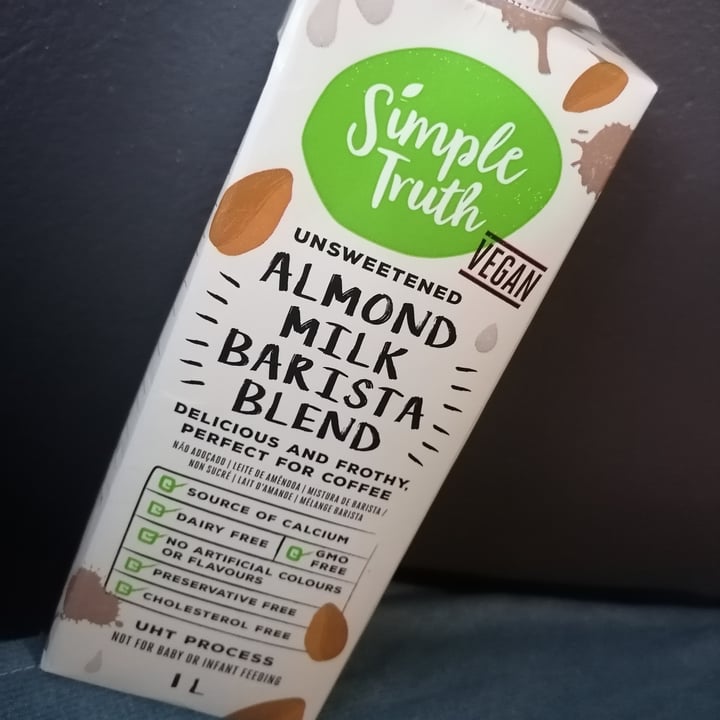 Simple
Truth
VEGAN
UNSWEETENED
ALMOND
MILK
BARISTA
BLEND
DELICIOUS AND FROTHY,
PERFECT FOR COFFEE
NÃO ADOÇADO | LEITE DE AMÊNDOA | MISTURA DE BARISTA /
NON SUCRÉ | LAIT D'AMANDE | MÉLANGE BARISTA
SOURCE OF CALCIUM
DAIRY FREE
GMO
FREE
NO ARTIFICIAL COLOURS
OR FLAVOURS
PRESERVATIVE FREE
CHOLESTEROL FREE
UHT PROCESS
NOT FOR BABY OR INFANT FEEDING
1 L